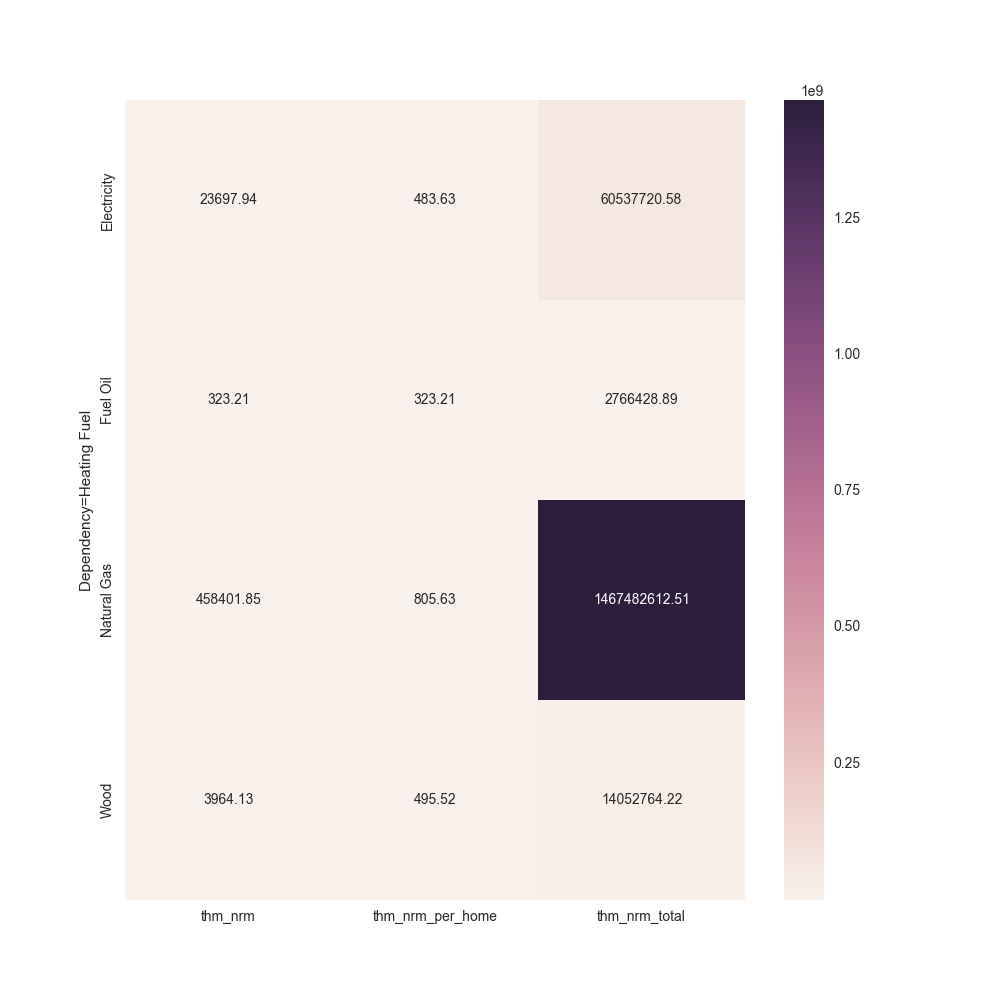 1e9
Electricity
23697.94 483.63 60537720.58
1.25
1.00
Fuel Oil
323.21 323.21 2766428.89
Dependency=Heating Fuel
0.75
Natural Gas
458401.85 805.63 1467482612.51
0.50
0.25
Wood
3964.13 495.52 14052764.22
thm_nrm thm_nrm_per_home thm_nrm_total